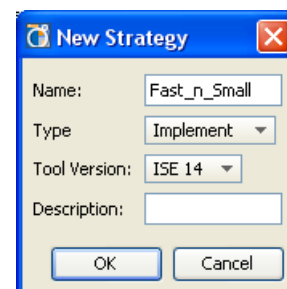 New Strategy
Name: Fast_n_Small
Type Implement
Tool Version: ISE 14
Description:
OK Cancel